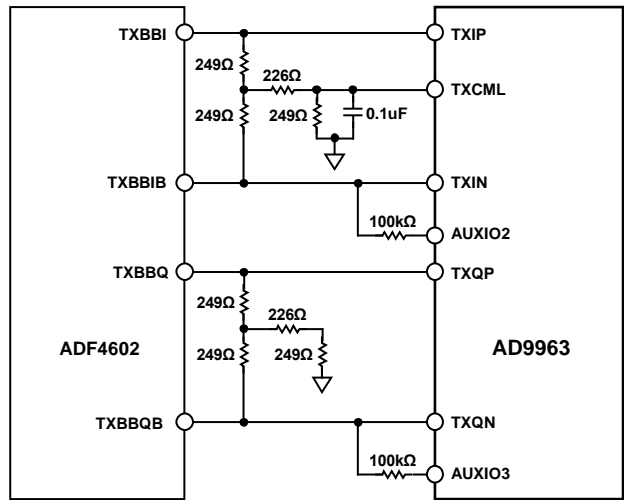 TXBBI
TXIP
249Ω
226Ω
TXCML
249Ω
249Ω
0.1uF
TXBBIB
TXIN
100kΩ
AUXIO2
TXBBQ
TXQP
249Ω
226Ω
ADF4602
249Ω
249Ω
AD9963
TXBBQB
TXQN
100kΩ
AUXIO3